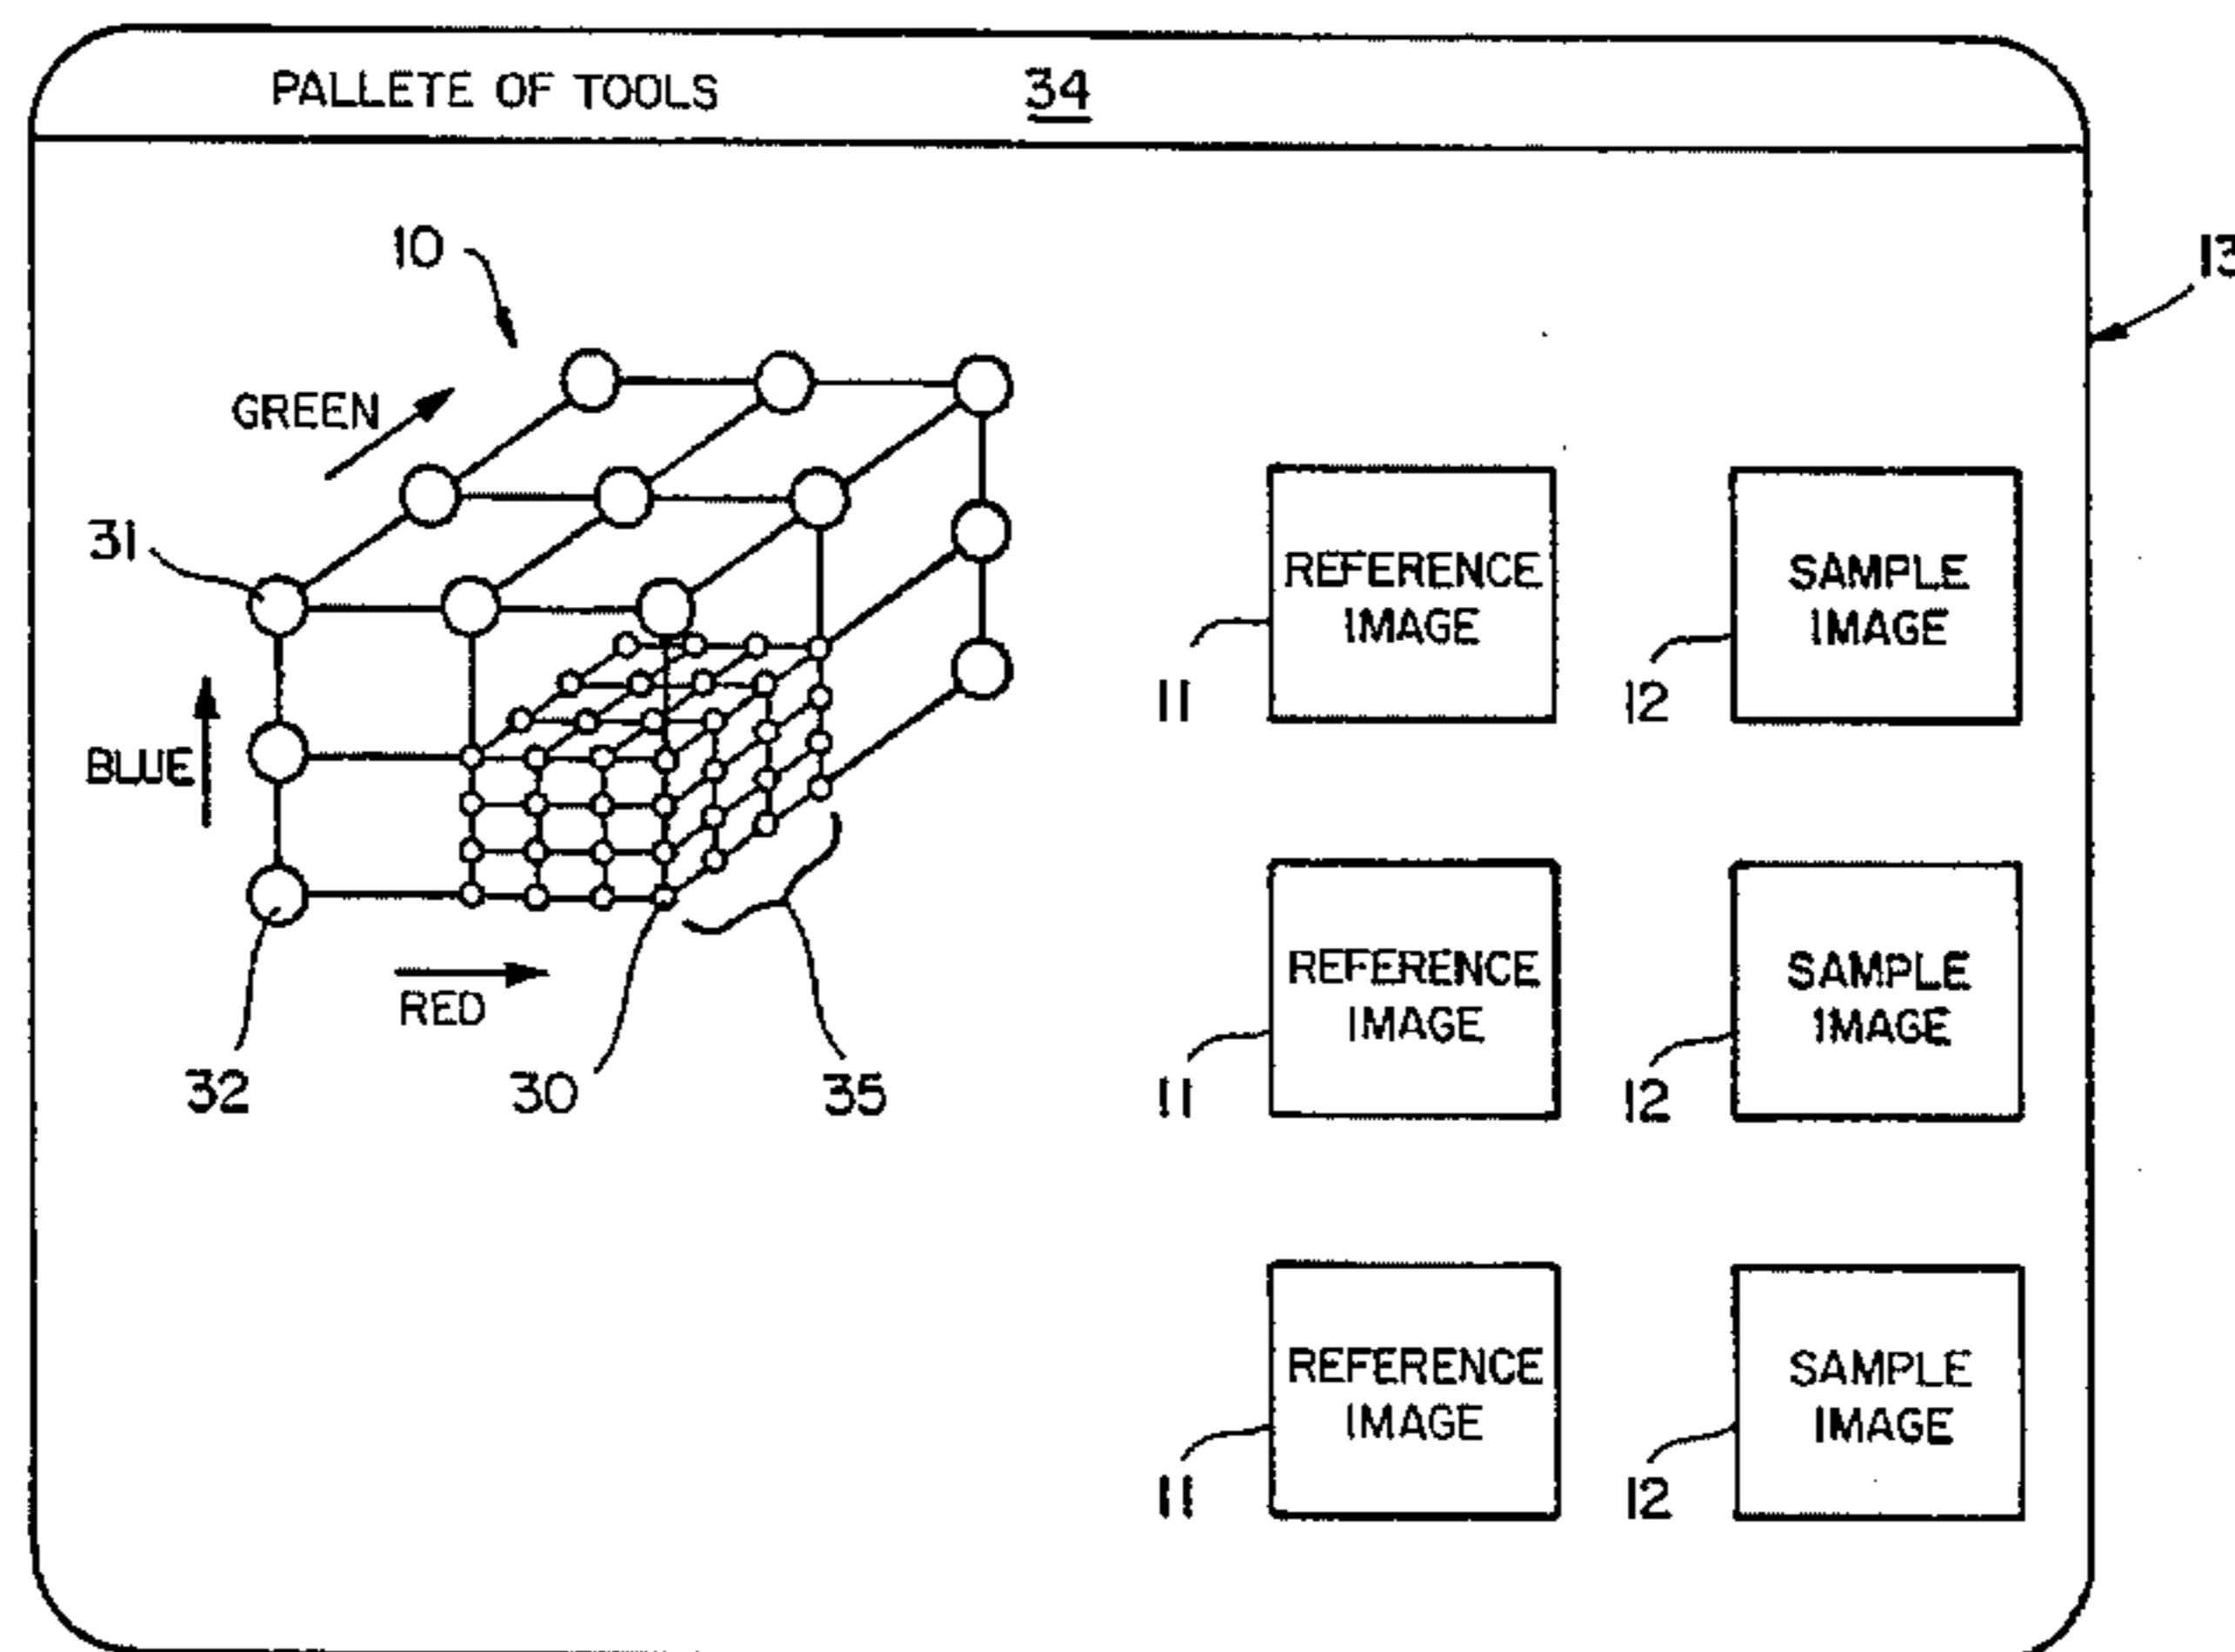 PALLETE OF TOOLS 34
10
13
GREEN
31
REFERENCE
IMAGE
SAMPLE
IMAGE
11
12
BLUE
REFERENCE
IMAGE
SAMPLE
IMAGE
RED
32
30
35
11
12
REFERENCE
IMAGE
SAMPLE
IMAGE
11
12